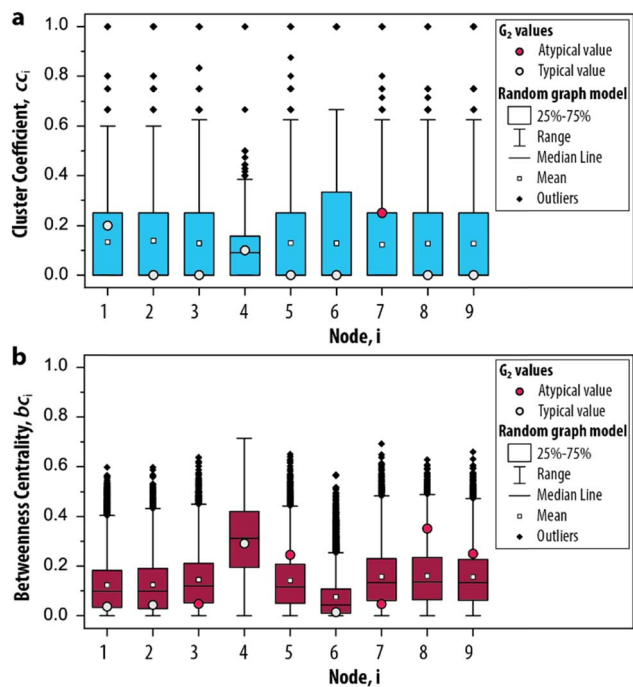 a
Cluster Coefficient, cci
1.0
0.8
0.6
0.4
0.2
0.0
1 2 3 4 5 6 7 8 9
Node, i
G2 values
Atypical value
Typical value
Random graph model
25%-75%
Range
Median Line
Mean
Outliers
b
Betweenness Centrality, bci
1.0
0.8
0.6
0.4
0.2
0.0
1 2 3 4 5 6 7 8 9
Node, i
G2 values
Atypical value
Typical value
Random graph model
25%-75%
Range
Median Line
Mean
Outliers